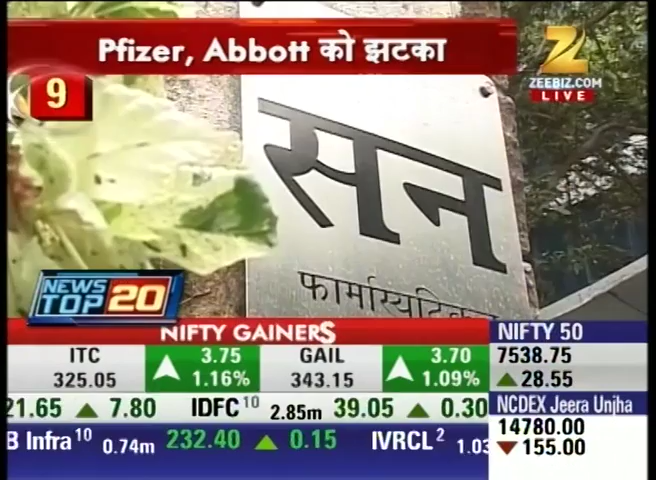 Pfizer, Abbott को झटका
Z
ZEEBIZ.COM
LIVE
9
सन
फार्मास्यूटिकल
NEWS
TOP 20
NIFTY GAINERS
ITC 325.05 3.75 1.16% GAIL 343.15 3.70 1.09%
NIFTY 50
7538.75
28.55
21.65 7.80 IDFC 10 2.85m 39.05 0.30
NCDEX Jeera Unjha
14780.00
155.00
B Infra 10 0.74m 232.40 0.15 IVRCL 2 1.03